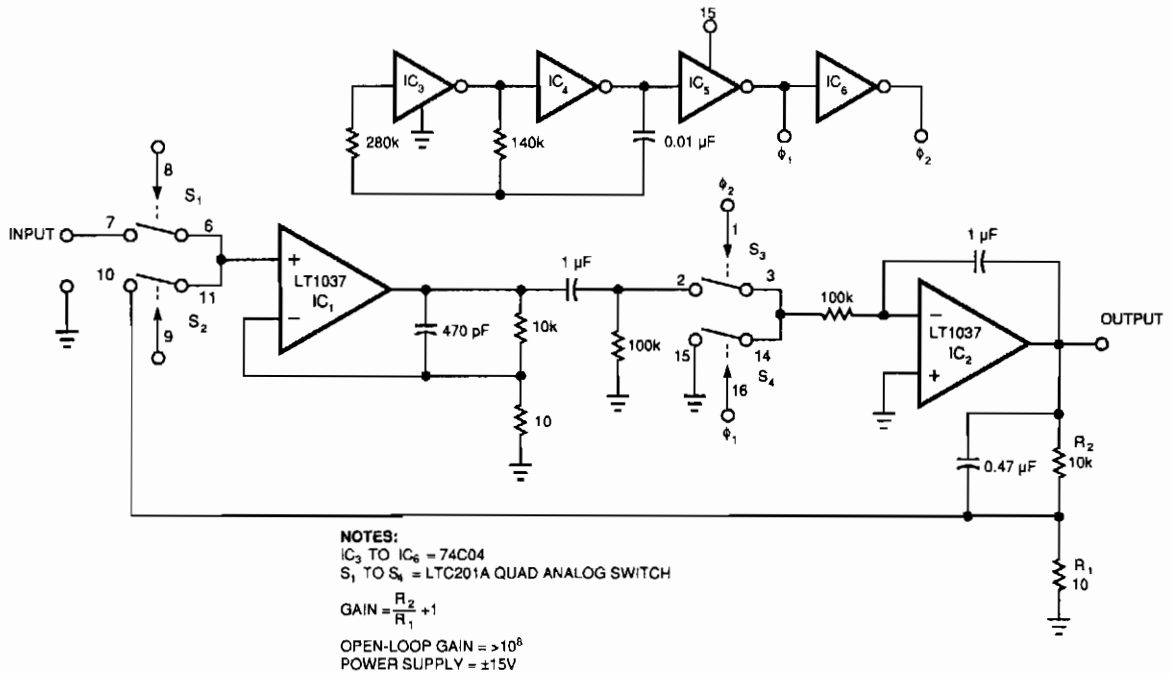 15
IC3
IC4
IC5
IC6
280k
140k
0.01 µF
ϕ1
ϕ2
8
S1
7
6
INPUT
10
11
S2
9
+
−
LT1037
IC1
470 pF
10k
10
1 µF
100k
ϕ2
1
S3
2
3
15
14
S4
16
ϕ1
100k
1 µF
−
LT1037
IC2
+
OUTPUT
0.47 µF
R2
10k
R1
10
NOTES:
IC3 TO IC6 = 74C04
S1 TO S4 = LTC201A QUAD ANALOG SWITCH
GAIN = R2/R1 +1
OPEN-LOOP GAIN = >10⁸
POWER SUPPLY = ±15V